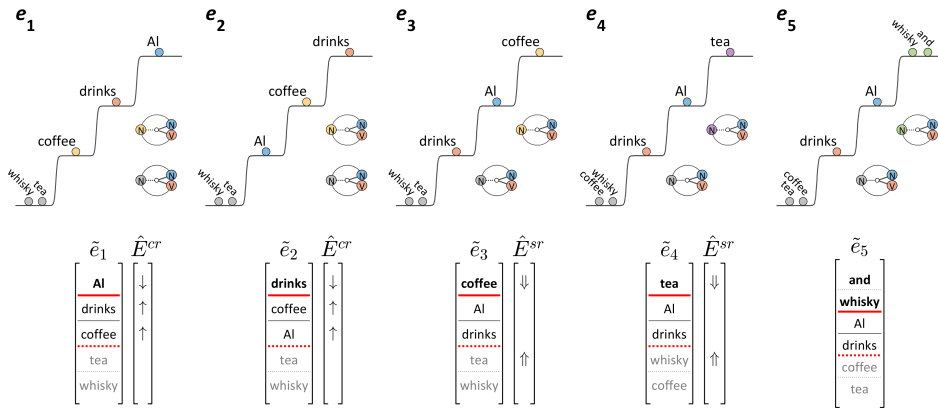 e1
Al
drinks
coffee
whisky
tea
N
N
V
N
N
V
e2
drinks
coffee
Al
whisky
tea
N
N
V
N
N
V
e3
coffee
Al
drinks
whisky
tea
N
N
V
N
N
V
e4
tea
Al
drinks
coffee
whisky
N
N
V
N
N
V
e5
whisky
and
Al
drinks
tea
coffee
N
N
V
N
N
V
ẽ1 Ê^cr
Al ↓
drinks ↑
coffee ↑
tea
whisky
ẽ2 Ê^cr
drinks ↓
coffee ↑
Al ↑
tea
whisky
ẽ3 Ê^sr
coffee ⇓
Al
drinks
tea ⇑
whisky
ẽ4 Ê^sr
tea ⇓
Al
drinks
whisky ⇑
coffee
ẽ5
and
whisky
Al
drinks
coffee
tea